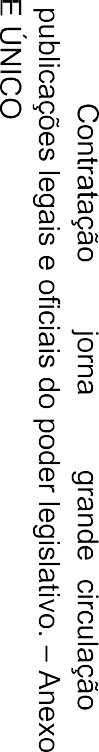 Contratação jorna grande circulação
publicações legais e oficiais do poder legislativo. – Anexo
E ÚNICO